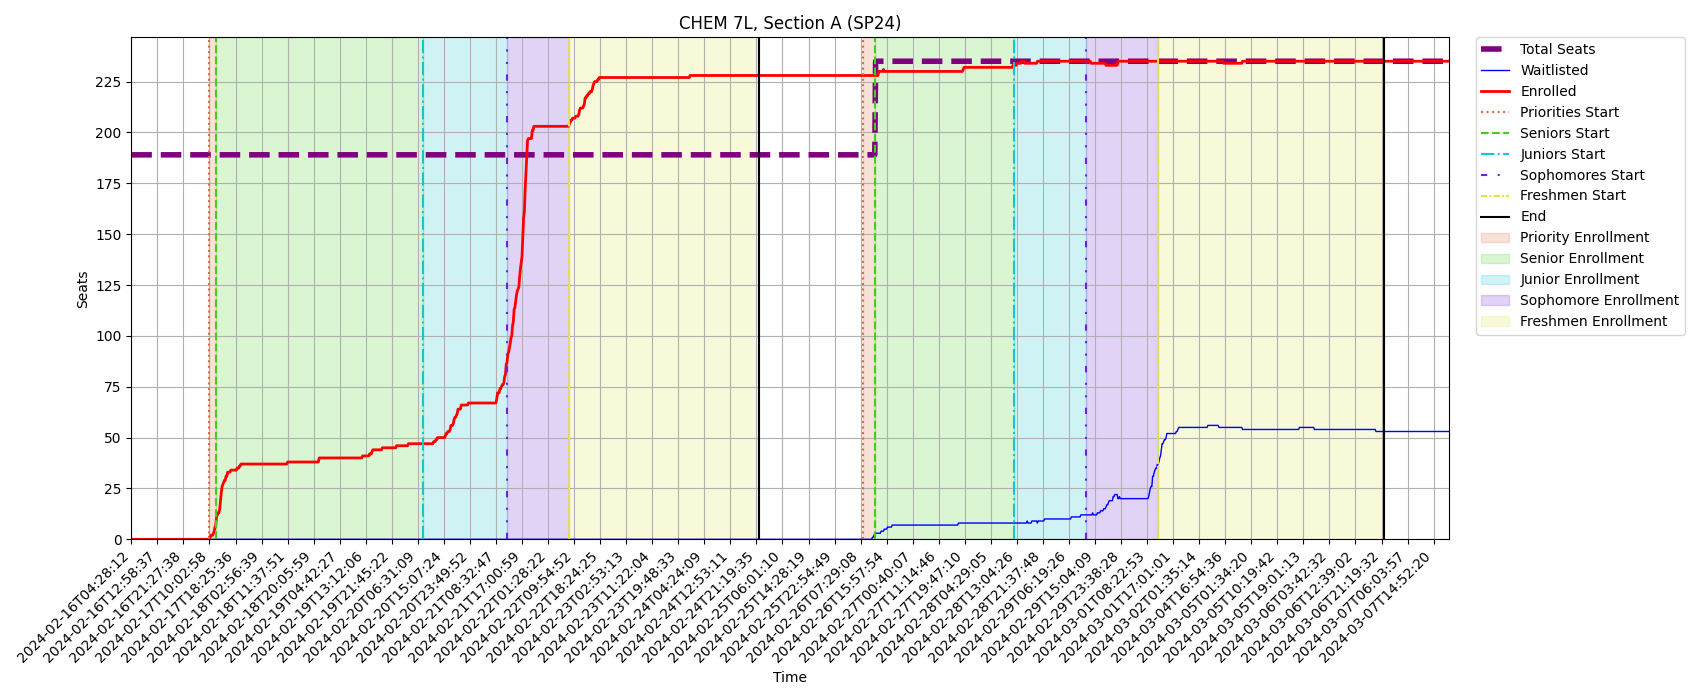 CHEM 7L, Section A (SP24)
Seats
225
200
175
150
125
100
75
50
25
0
2024-02-16T04:28:12
2024-02-16T12:58:37
2024-02-16T21:27:38
2024-02-17T10:02:58
2024-02-17T18:25:36
2024-02-18T02:56:39
2024-02-18T11:37:51
2024-02-18T20:05:59
2024-02-19T04:42:27
2024-02-19T13:12:06
2024-02-19T21:45:22
2024-02-20T06:31:09
2024-02-20T15:07:24
2024-02-20T23:49:52
2024-02-21T08:32:47
2024-02-21T17:00:59
2024-02-22T01:28:22
2024-02-22T09:54:52
2024-02-22T18:24:25
2024-02-23T02:53:13
2024-02-23T11:22:04
2024-02-23T19:48:33
2024-02-24T04:24:09
2024-02-24T12:53:11
2024-02-24T21:19:35
2024-02-25T06:01:10
2024-02-25T14:28:19
2024-02-25T22:54:49
2024-02-26T07:29:08
2024-02-26T15:57:54
2024-02-27T00:40:07
2024-02-27T11:14:46
2024-02-27T19:47:10
2024-02-28T04:29:05
2024-02-28T13:04:26
2024-02-28T21:37:48
2024-02-29T06:19:26
2024-02-29T15:04:09
2024-02-29T23:38:28
2024-03-01T08:22:53
2024-03-01T17:01:01
2024-03-02T01:35:14
2024-03-04T16:54:36
2024-03-05T01:34:20
2024-03-05T10:19:42
2024-03-05T19:01:13
2024-03-06T03:42:32
2024-03-06T12:39:02
2024-03-06T21:19:32
2024-03-07T06:03:57
2024-03-07T14:52:20
Time
Total Seats
Waitlisted
Enrolled
Priorities Start
Seniors Start
Juniors Start
Sophomores Start
Freshmen Start
End
Priority Enrollment
Senior Enrollment
Junior Enrollment
Sophomore Enrollment
Freshmen Enrollment